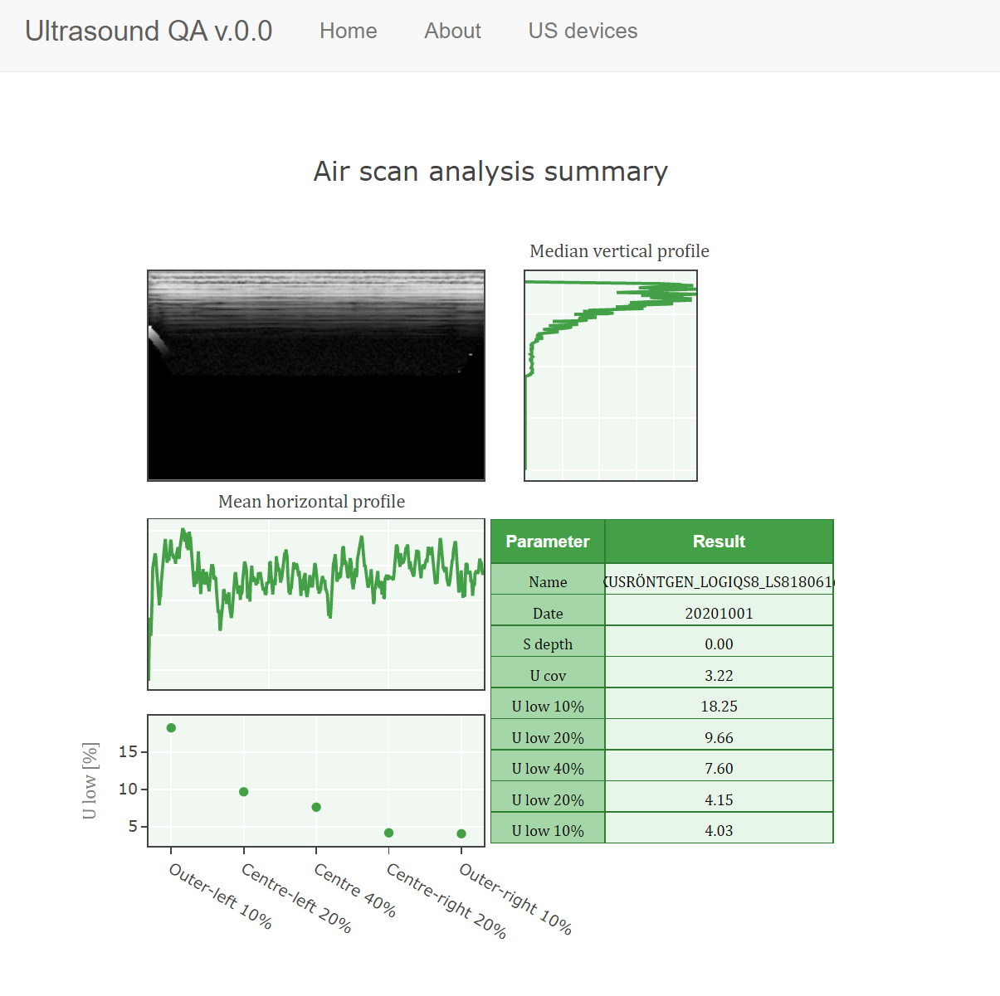 Ultrasound QA v.0.0 Home About US devices
Air scan analysis summary
Median vertical profile
Mean horizontal profile
Parameter Result
Name KUSRÖNTGEN_LOGIQS8_LS818061
Date 20201001
S depth 0.00
U cov 3.22
U low 10% 18.25
U low 20% 9.66
U low 40% 7.60
U low 20% 4.15
U low 10% 4.03
U low [%]
15
10
5
Outer-left 10%
Centre-left 20%
Centre 40%
Centre-right 20%
Outer-right 10%